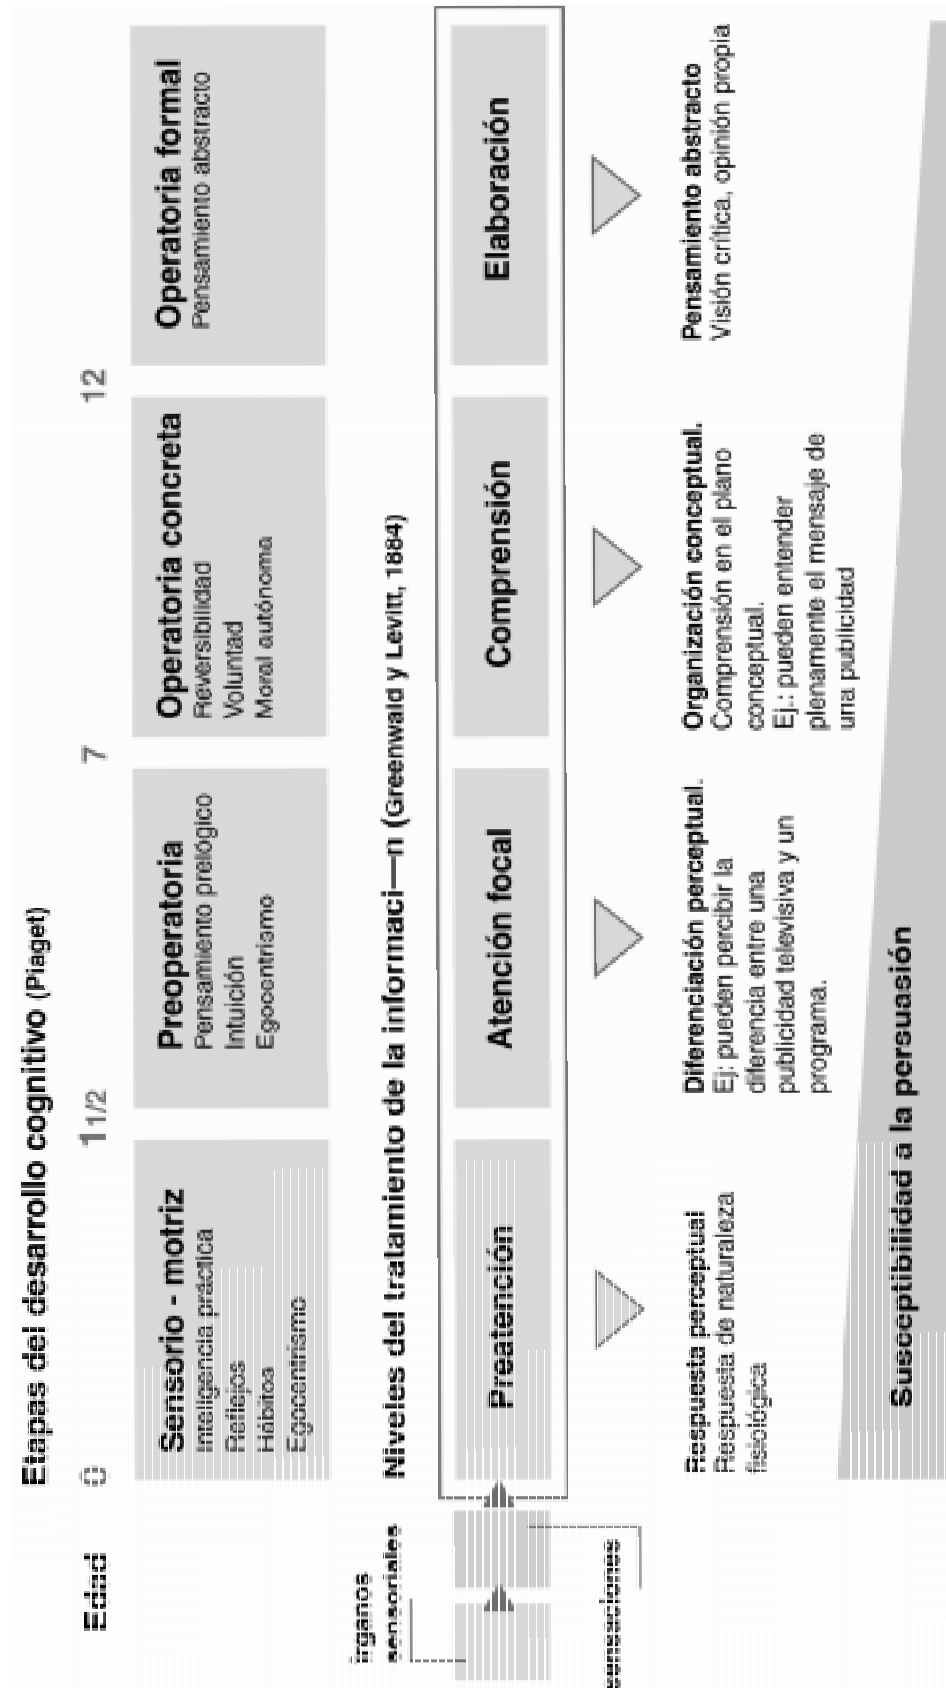 Etapas del desarrollo cognitivo (Piaget)
Edad 0 11/2 7 12
Sensorio - motriz
Inteligencia práctica
Reflejos
Hábitos
Egocentrismo
Preoperatoria
Pensamiento prelógico
Intuición
Egocentrismo
Operatoria concreta
Reversibilidad
Voluntad
Moral autónoma
Operatoria formal
Pensamiento abstracto
Niveles del tratamiento de la informaci—n (Greenwald y Levitt, 1884)
írganos
sensoriales
sensaciones
Preatención
Atención focal
Comprensión
Elaboración
Respuesta perceptual
Respuesta de naturaleza
fisiológica
Diferenciación perceptual.
Ej: pueden percibir la
diferencia entre una
publicidad televisiva y un
programa.
Organización conceptual.
Comprensión en el plano
conceptual.
Ej.: pueden entender
plenamente el mensaje de
una publicidad
Pensamiento abstracto
Visión crítica, opinión propia
Susceptibilidad a la persuasión